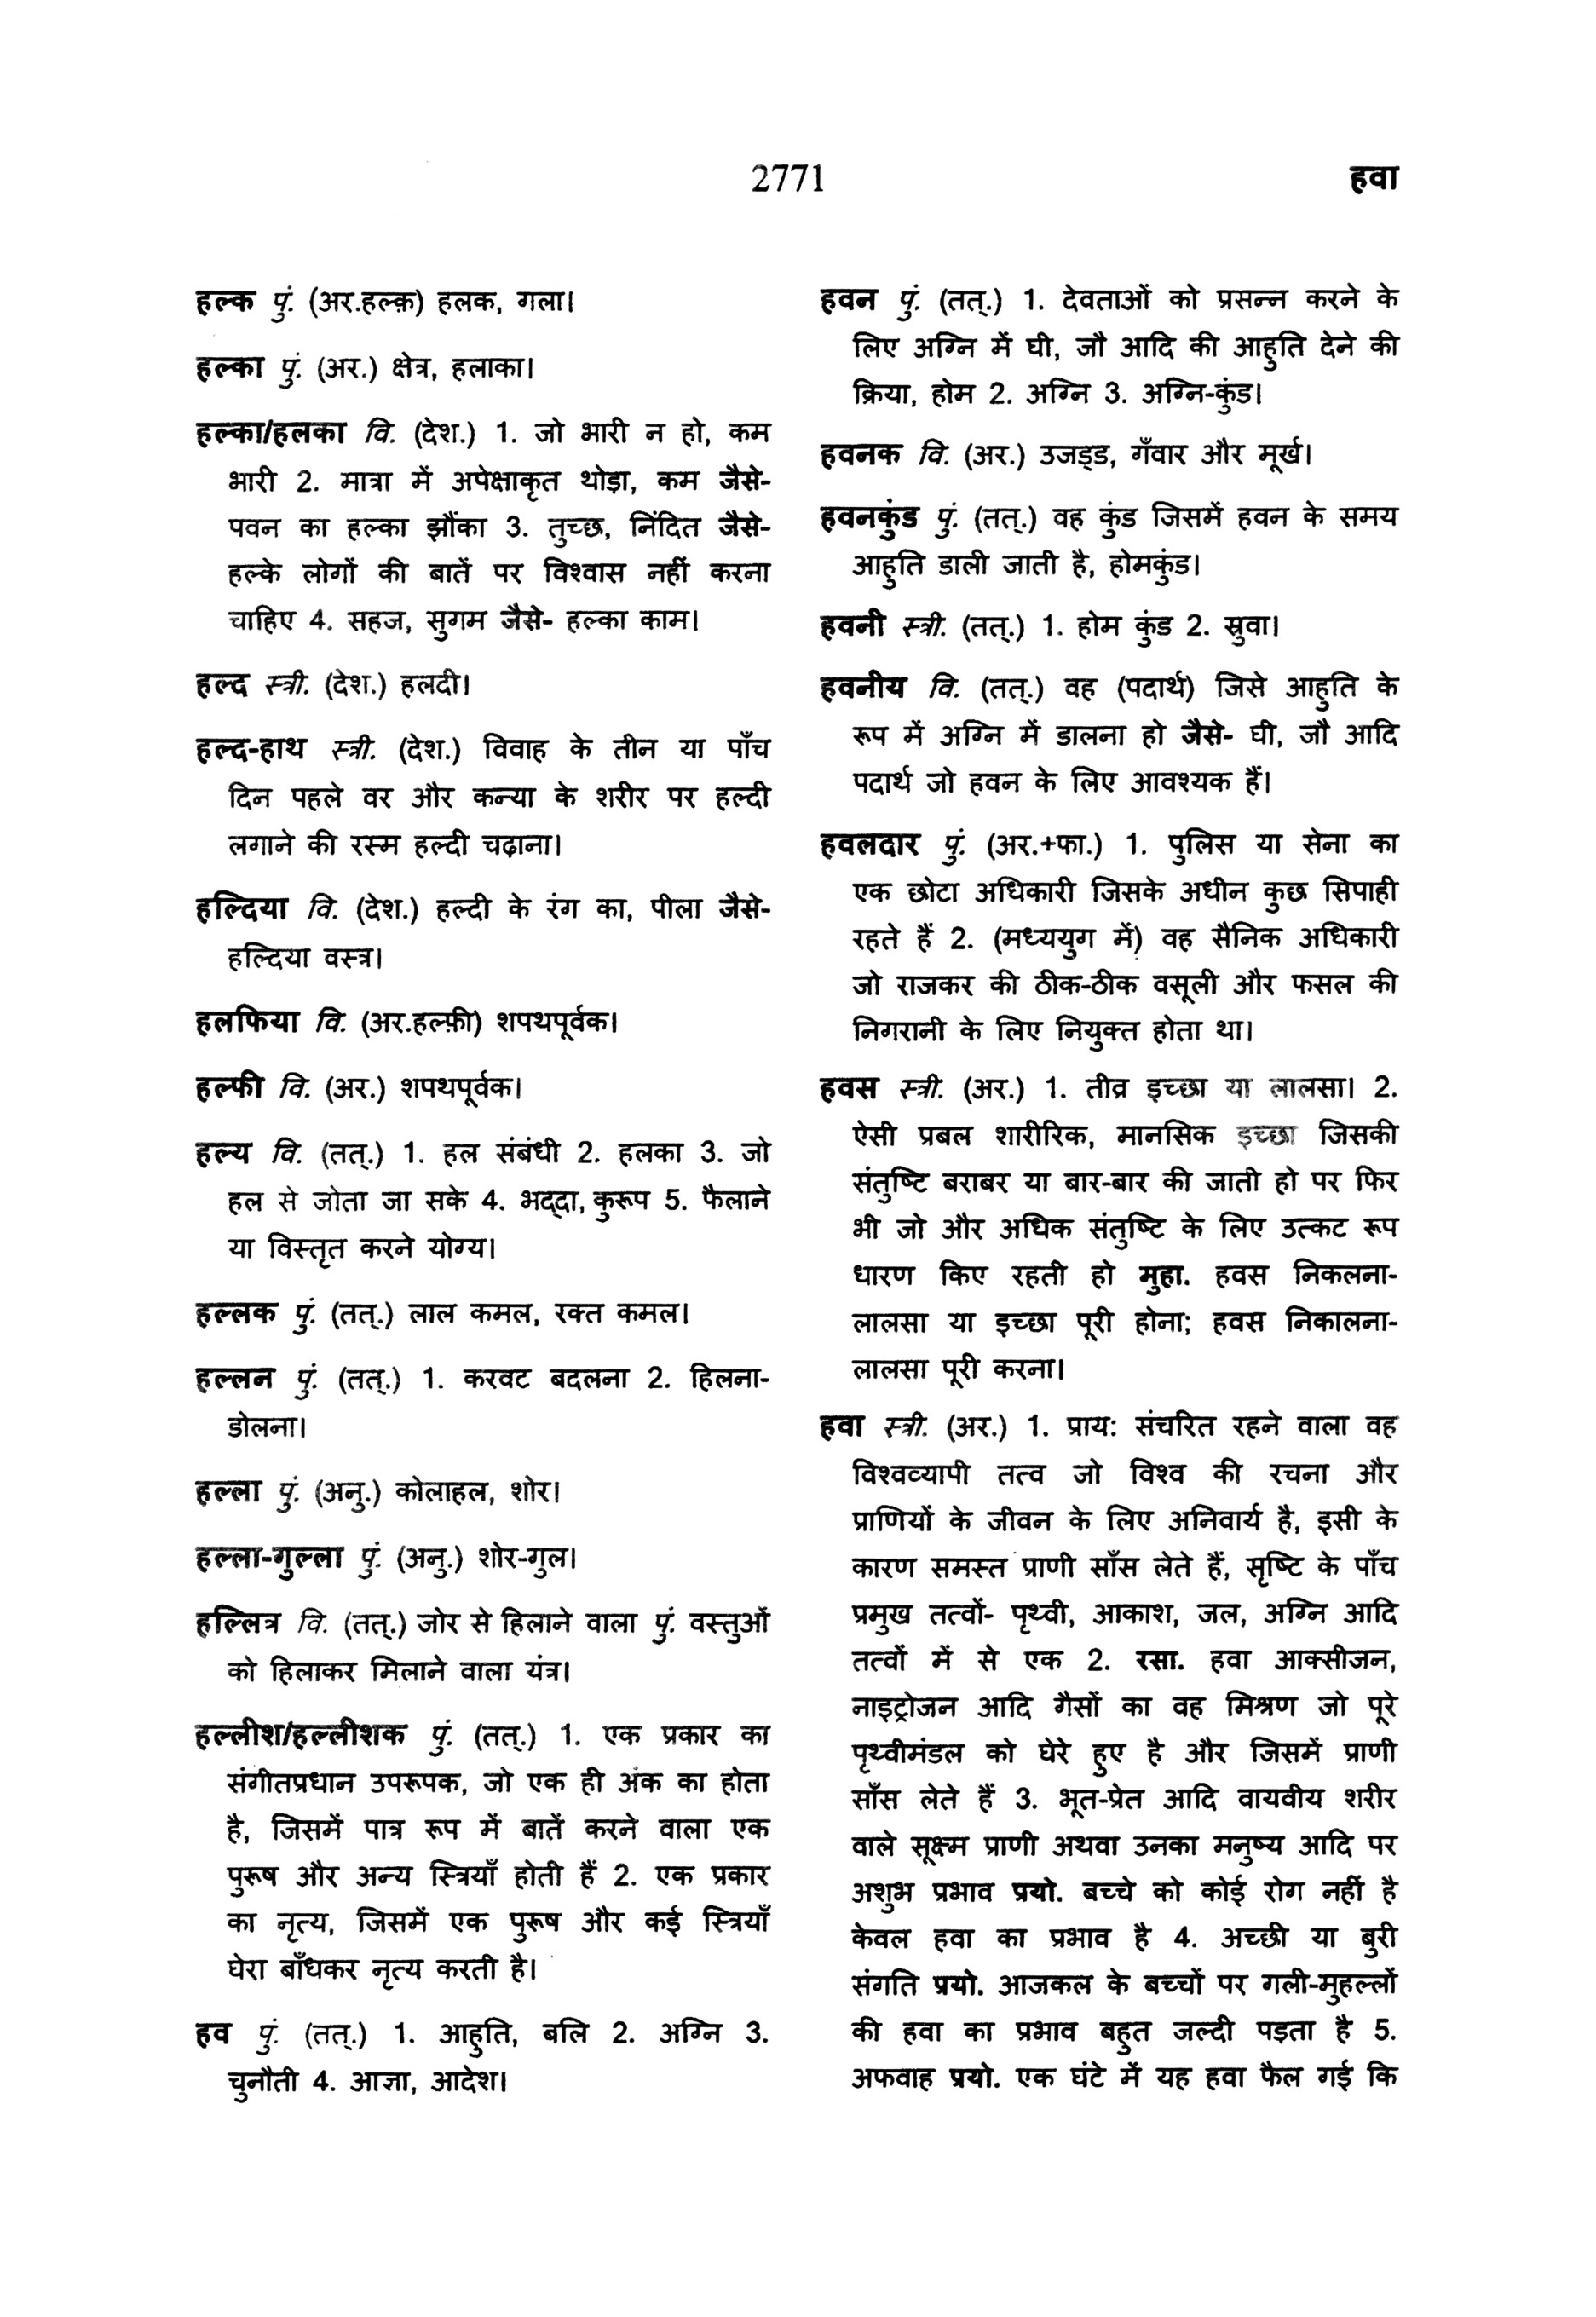 2771
हवा
हल्क पुं. (अर.हल्क़) हलक, गला।
हल्का पुं. (अर.) क्षेत्र, हलाका।
हल्का/हलका वि. (देश.) 1. जो भारी न हो, कम
भारी 2. मात्रा में अपेक्षाकृत थोड़ा, कम जैसे-
पवन का हल्का झौंका 3. तुच्छ, निंदित जैसे-
हल्के लोगों की बातें पर विश्वास नहीं करना
चाहिए 4. सहज, सुगम जैसे- हल्का काम।
हल्द स्त्री. (देश.) हलदी।
हल्द-हाथ स्त्री. (देश.) विवाह के तीन या पाँच
दिन पहले वर और कन्या के शरीर पर हल्दी
लगाने की रस्म हल्दी चढ़ाना।
हल्दिया वि. (देश.) हल्दी के रंग का, पीला जैसे-
हल्दिया वस्त्र।
हलफिया वि. (अर.हल्फ़ी) शपथपूर्वक।
हल्फी वि. (अर.) शपथपूर्वक।
हल्य वि. (तत्.) 1. हल संबंधी 2. हलका 3. जो
हल से जोता जा सके 4. भद्दा, कुरूप 5. फैलाने
या विस्तृत करने योग्य।
हल्लक पुं. (तत्.) लाल कमल, रक्त कमल।
हल्लन पुं. (तत्.) 1. करवट बदलना 2. हिलना-
डोलना।
हल्ला पुं. (अनु.) कोलाहल, शोर।
हल्ला-गुल्ला पुं. (अनु.) शोर-गुल।
हल्लित्र वि. (तत्.) जोर से हिलाने वाला पुं. वस्तुओं
को हिलाकर मिलाने वाला यंत्र।
हल्लीश/हल्लीशक पुं. (तत्.) 1. एक प्रकार का
संगीतप्रधान उपरूपक, जो एक ही अंक का होता
है, जिसमें पात्र रूप में बातें करने वाला एक
पुरूष और अन्य स्त्रियाँ होती हैं 2. एक प्रकार
का नृत्य, जिसमें एक पुरूष और कई स्त्रियाँ
घेरा बाँधकर नृत्य करती है।
हव पुं. (तत्.) 1. आहुति, बलि 2. अग्नि 3.
चुनौती 4. आज्ञा, आदेश।
हवन पुं. (तत्.) 1. देवताओं को प्रसन्न करने के
लिए अग्नि में घी, जौ आदि की आहुति देने की
क्रिया, होम 2. अग्नि 3. अग्नि-कुंड।
हवनक वि. (अर.) उजड्ड, गँवार और मूर्ख।
हवनकुंड पुं. (तत्.) वह कुंड जिसमें हवन के समय
आहुति डाली जाती है, होमकुंड।
हवनी स्त्री. (तत्.) 1. होम कुंड 2. स्रुवा।
हवनीय वि. (तत्.) वह (पदार्थ) जिसे आहुति के
रूप में अग्नि में डालना हो जैसे- घी, जौ आदि
पदार्थ जो हवन के लिए आवश्यक हैं।
हवलदार पुं. (अर.+फा.) 1. पुलिस या सेना का
एक छोटा अधिकारी जिसके अधीन कुछ सिपाही
रहते हैं 2. (मध्ययुग में) वह सैनिक अधिकारी
जो राजकर की ठीक-ठीक वसूली और फसल की
निगरानी के लिए नियुक्त होता था।
हवस स्त्री. (अर.) 1. तीव्र इच्छा या लालसा। 2.
ऐसी प्रबल शारीरिक, मानसिक इच्छा जिसकी
संतुष्टि बराबर या बार-बार की जाती हो पर फिर
भी जो और अधिक संतुष्टि के लिए उत्कट रूप
धारण किए रहती हो मुहा. हवस निकलना-
लालसा या इच्छा पूरी होना; हवस निकालना-
लालसा पूरी करना।
हवा स्त्री. (अर.) 1. प्राय: संचरित रहने वाला वह
विश्वव्यापी तत्व जो विश्व की रचना और
प्राणियों के जीवन के लिए अनिवार्य है, इसी के
कारण समस्त प्राणी साँस लेते हैं, सृष्टि के पाँच
प्रमुख तत्वों- पृथ्वी, आकाश, जल, अग्नि आदि
तत्वों में से एक 2. रसा. हवा आक्सीजन,
नाइट्रोजन आदि गैसों का वह मिश्रण जो पूरे
पृथ्वीमंडल को घेरे हुए है और जिसमें प्राणी
साँस लेते हैं 3. भूत-प्रेत आदि वायवीय शरीर
वाले सूक्ष्म प्राणी अथवा उनका मनुष्य आदि पर
अशुभ प्रभाव प्रयो. बच्चे को कोई रोग नहीं है
केवल हवा का प्रभाव है 4. अच्छी या बुरी
संगति प्रयो. आजकल के बच्चों पर गली-मुहल्लों
की हवा का प्रभाव बहुत जल्दी पड़ता है 5.
अफवाह प्रयो. एक घंटे में यह हवा फैल गई कि